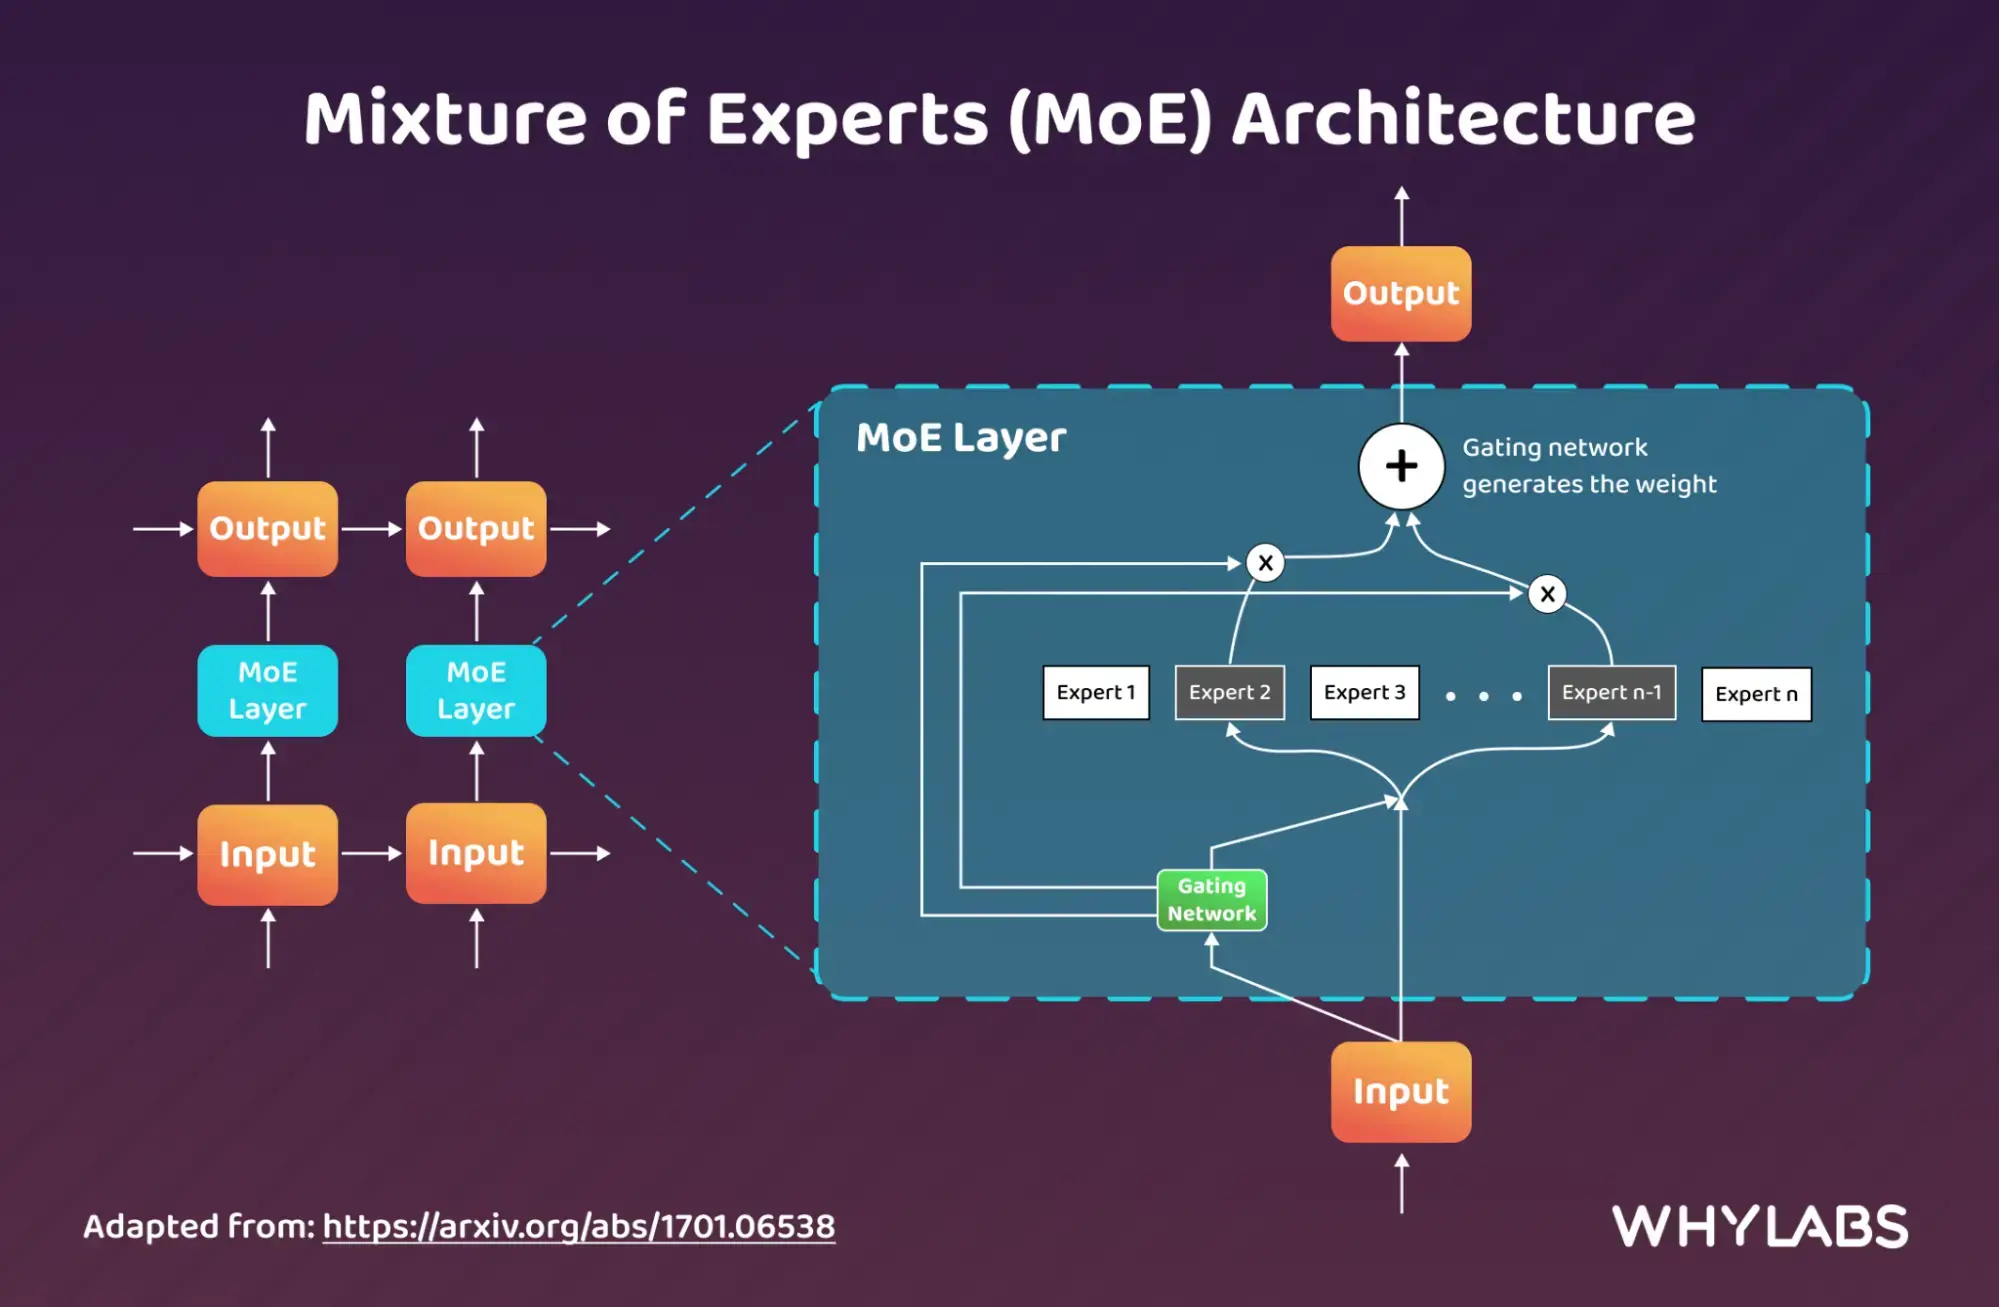 Mixture of Experts (MoE) Architecture
Output
Output
MoE
Layer
MoE
Layer
Input
Input
Output
MoE Layer
+
Gating network
generates the weight
x
x
Expert 1
Expert 2
Expert 3
. . .
Expert n-1
Expert n
Gating
Network
Input
Adapted from: https://arxiv.org/abs/1701.06538
WHYLABS